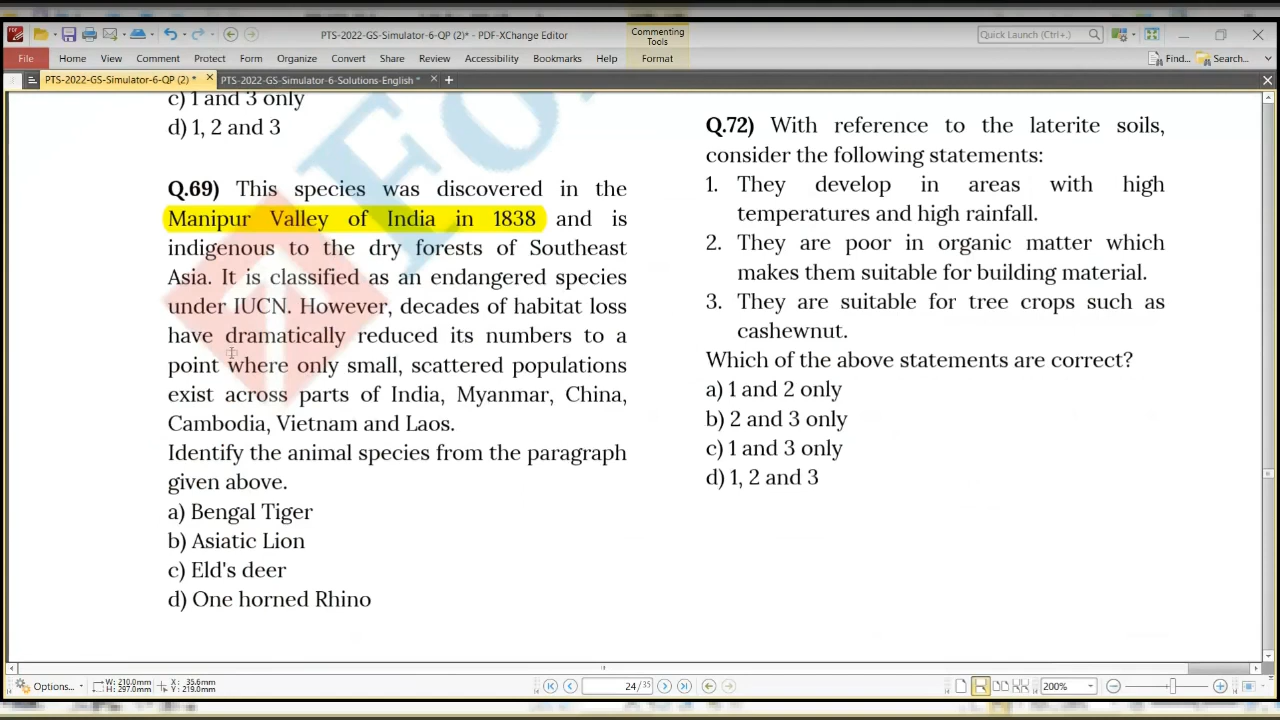 PTS-2022-GS-Simulator-6-QP (2)* - PDF-XChange Editor
Commenting Tools
Quick Launch (Ctrl+.)
File Home View Comment Protect Form Organize Convert Share Review Accessibility Bookmarks Help Format Find... Search...
PTS-2022-GS-Simulator-6-QP (2) * PTS-2022-GS-Simulator-6-Solutions-English *
c) 1 and 3 only
d) 1, 2 and 3
Q.69) This species was discovered in the
Manipur Valley of India in 1838 and is
indigenous to the dry forests of Southeast
Asia. It is classified as an endangered species
under IUCN. However, decades of habitat loss
have dramatically reduced its numbers to a
point where only small, scattered populations
exist across parts of India, Myanmar, China,
Cambodia, Vietnam and Laos.
Identify the animal species from the paragraph
given above.
a) Bengal Tiger
b) Asiatic Lion
c) Eld's deer
d) One horned Rhino
Q.72) With reference to the laterite soils,
consider the following statements:
1. They develop in areas with high
temperatures and high rainfall.
2. They are poor in organic matter which
makes them suitable for building material.
3. They are suitable for tree crops such as
cashewnut.
Which of the above statements are correct?
a) 1 and 2 only
b) 2 and 3 only
c) 1 and 3 only
d) 1, 2 and 3
Options...
W: 210.0mm
H: 297.0mm
X: 35.6mm
Y: 219.0mm
24/35
200%